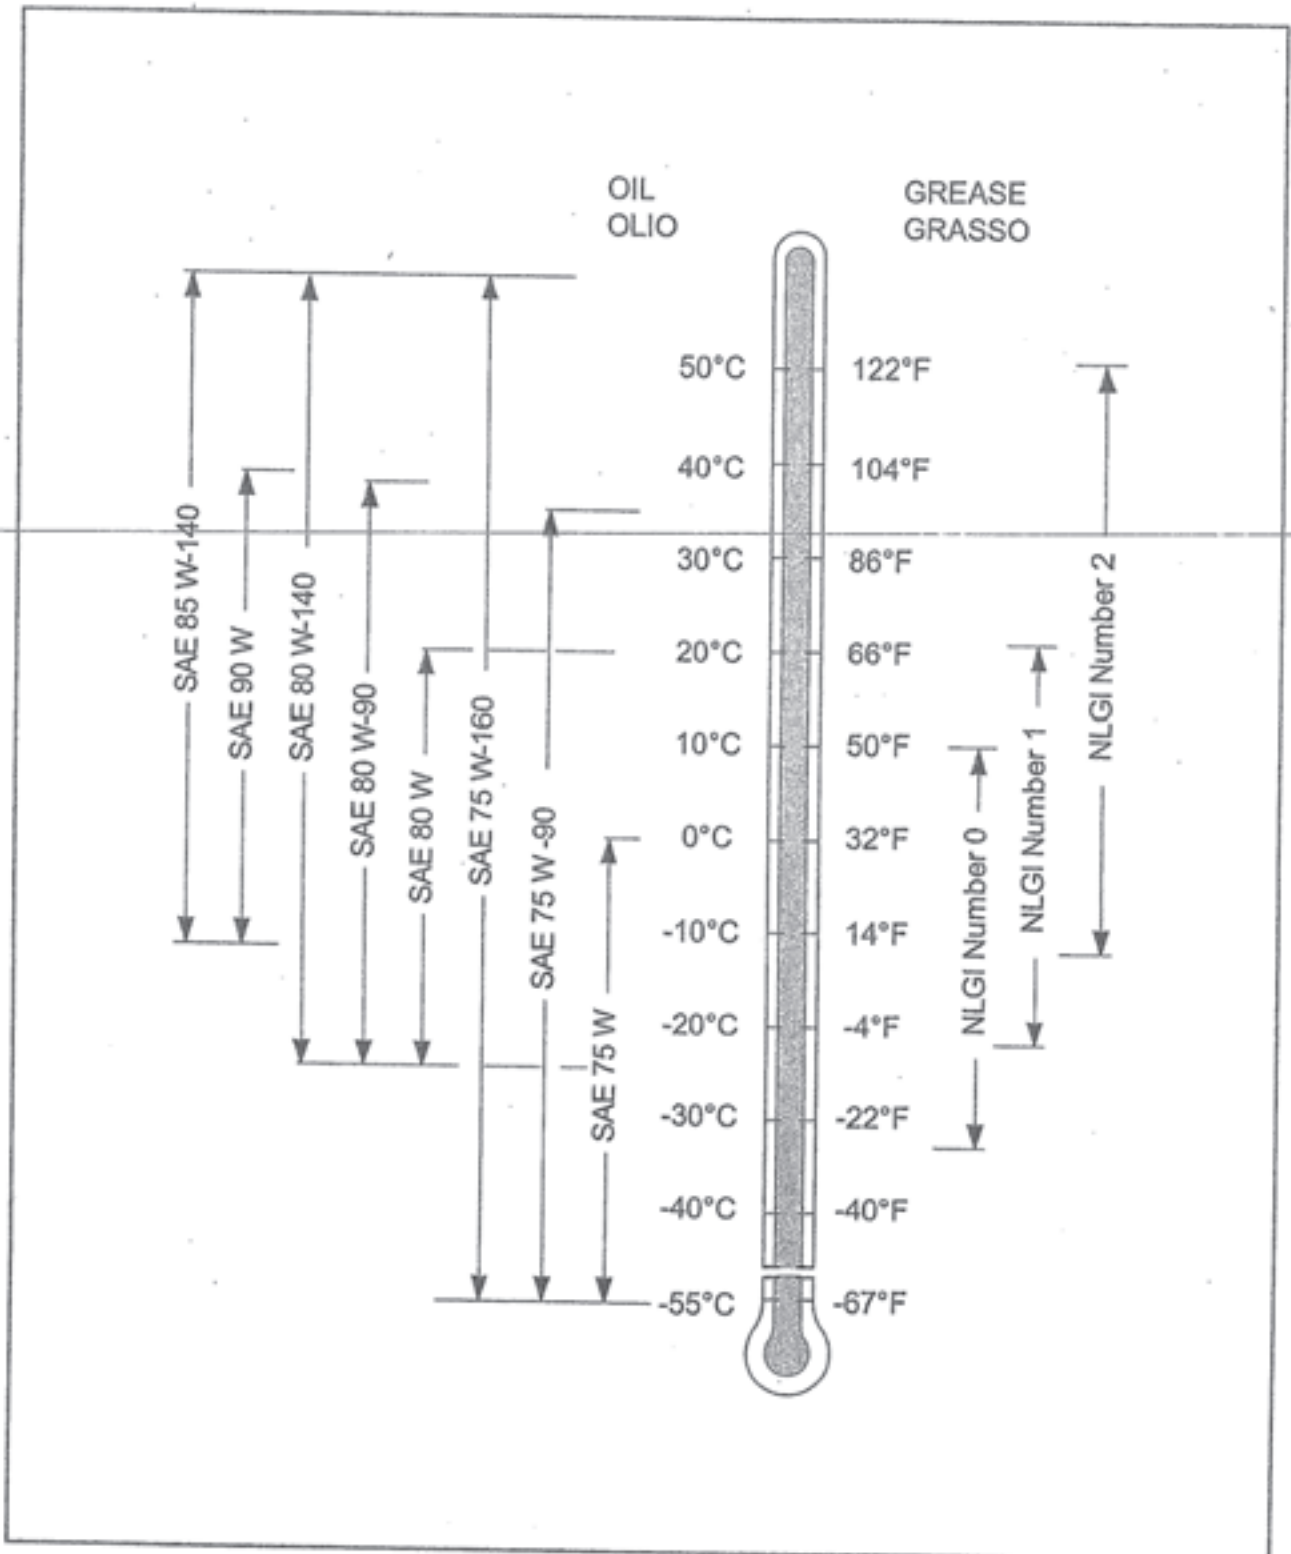 OIL
OLIO
GREASE
GRASSO
50°C 122°F
40°C 104°F
30°C 86°F
20°C 66°F
10°C 50°F
0°C 32°F
-10°C 14°F
-20°C -4°F
-30°C -22°F
-40°C -40°F
-55°C -67°F
SAE 85 W-140
SAE 90 W
SAE 80 W-140
SAE 80 W-90
SAE 80 W
SAE 75 W-160
SAE 75 W -90
SAE 75 W
NLGI Number 0
NLGI Number 1
NLGI Number 2